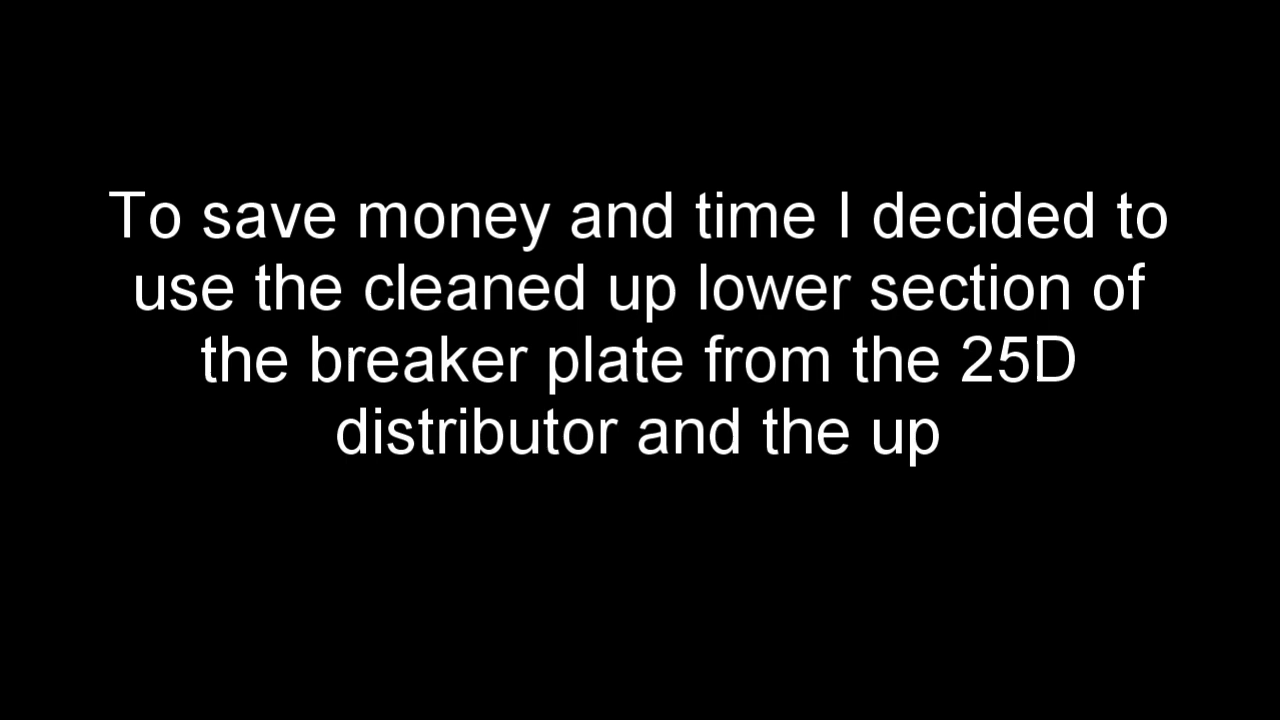 To save money and time I decided to
use the cleaned up lower section of
the breaker plate from the 25D
distributor and the up